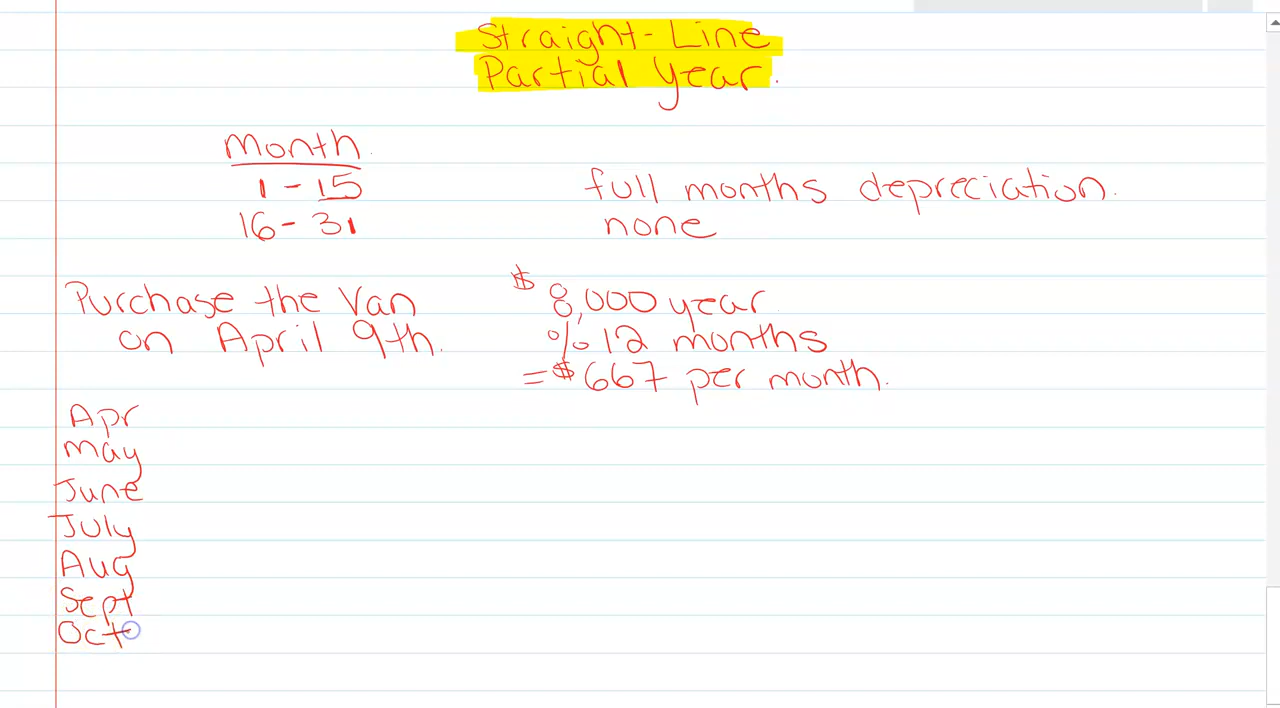 Straight-Line
Partial Year.
Month
1-15 full months depreciation.
16-31 none
Purchase the Van $8,000 year
on April 9th. % 12 months
= $667 per month.
Apr
May
June
July
Aug
Sept
Oct